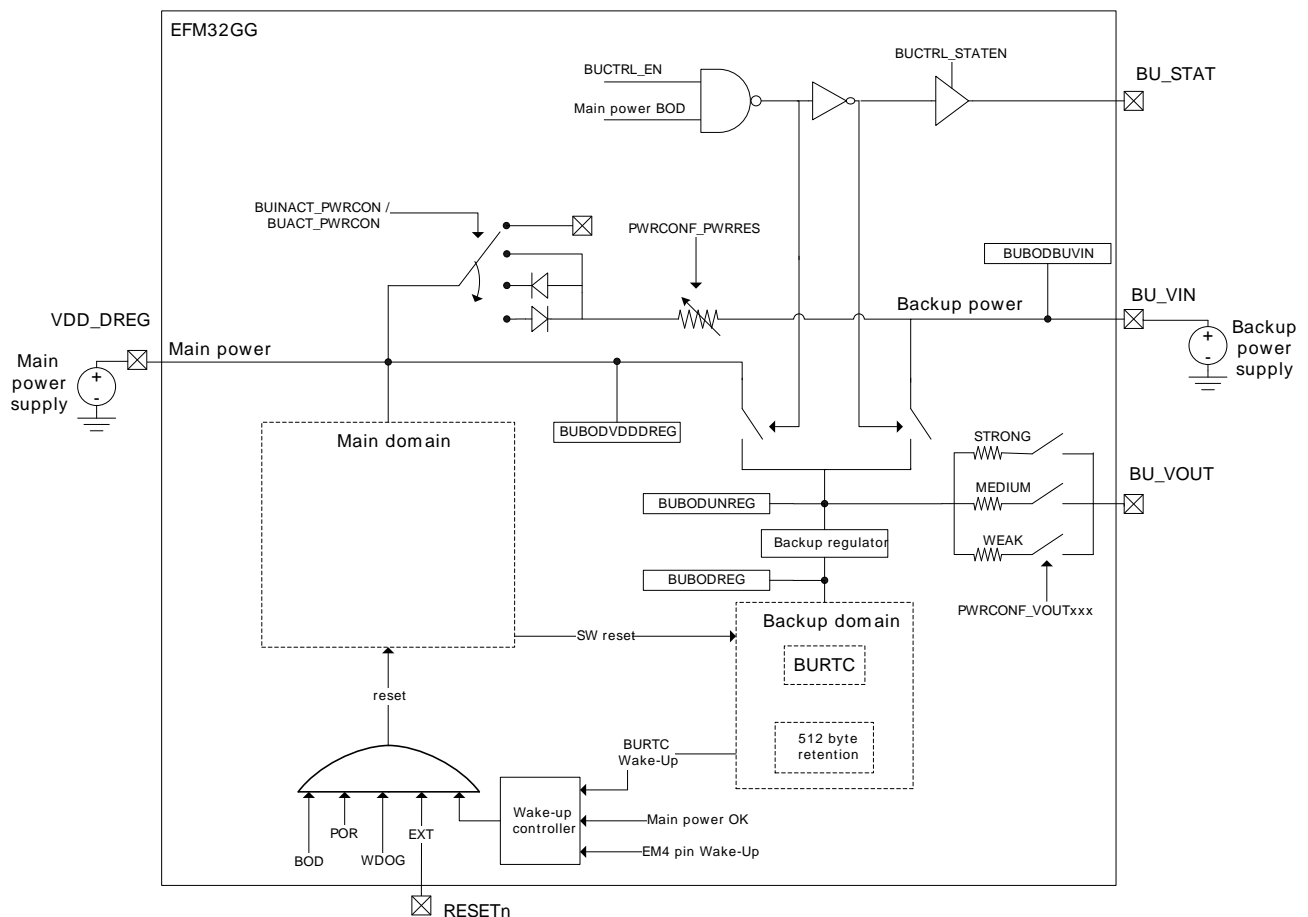 EFM32GG
BUCTRL_STATEN
BU_STAT
BUCTRL_EN
Main power BOD
BUINACT_PWRCON /
BUACT_PWRCON
PWRCONF_PWRRES
BUBODBUVIN
Backup power
BU_VIN
VDD_DREG
Main power
Main
power
supply
+
-
+
-
Backup
power
supply
BUBODVDDDREG
Main domain
STRONG
MEDIUM
WEAK
BU_VOUT
BUBODUNREG
Backup regulator
BUBODREG
PWRCONF_VOUTxxx
SW reset
Backup domain
BURTC
512 byte
retention
reset
BURTC
Wake-Up
Wake-up
controller
Main power OK
EM4 pin Wake-Up
BOD
POR
WDOG
EXT
RESETn